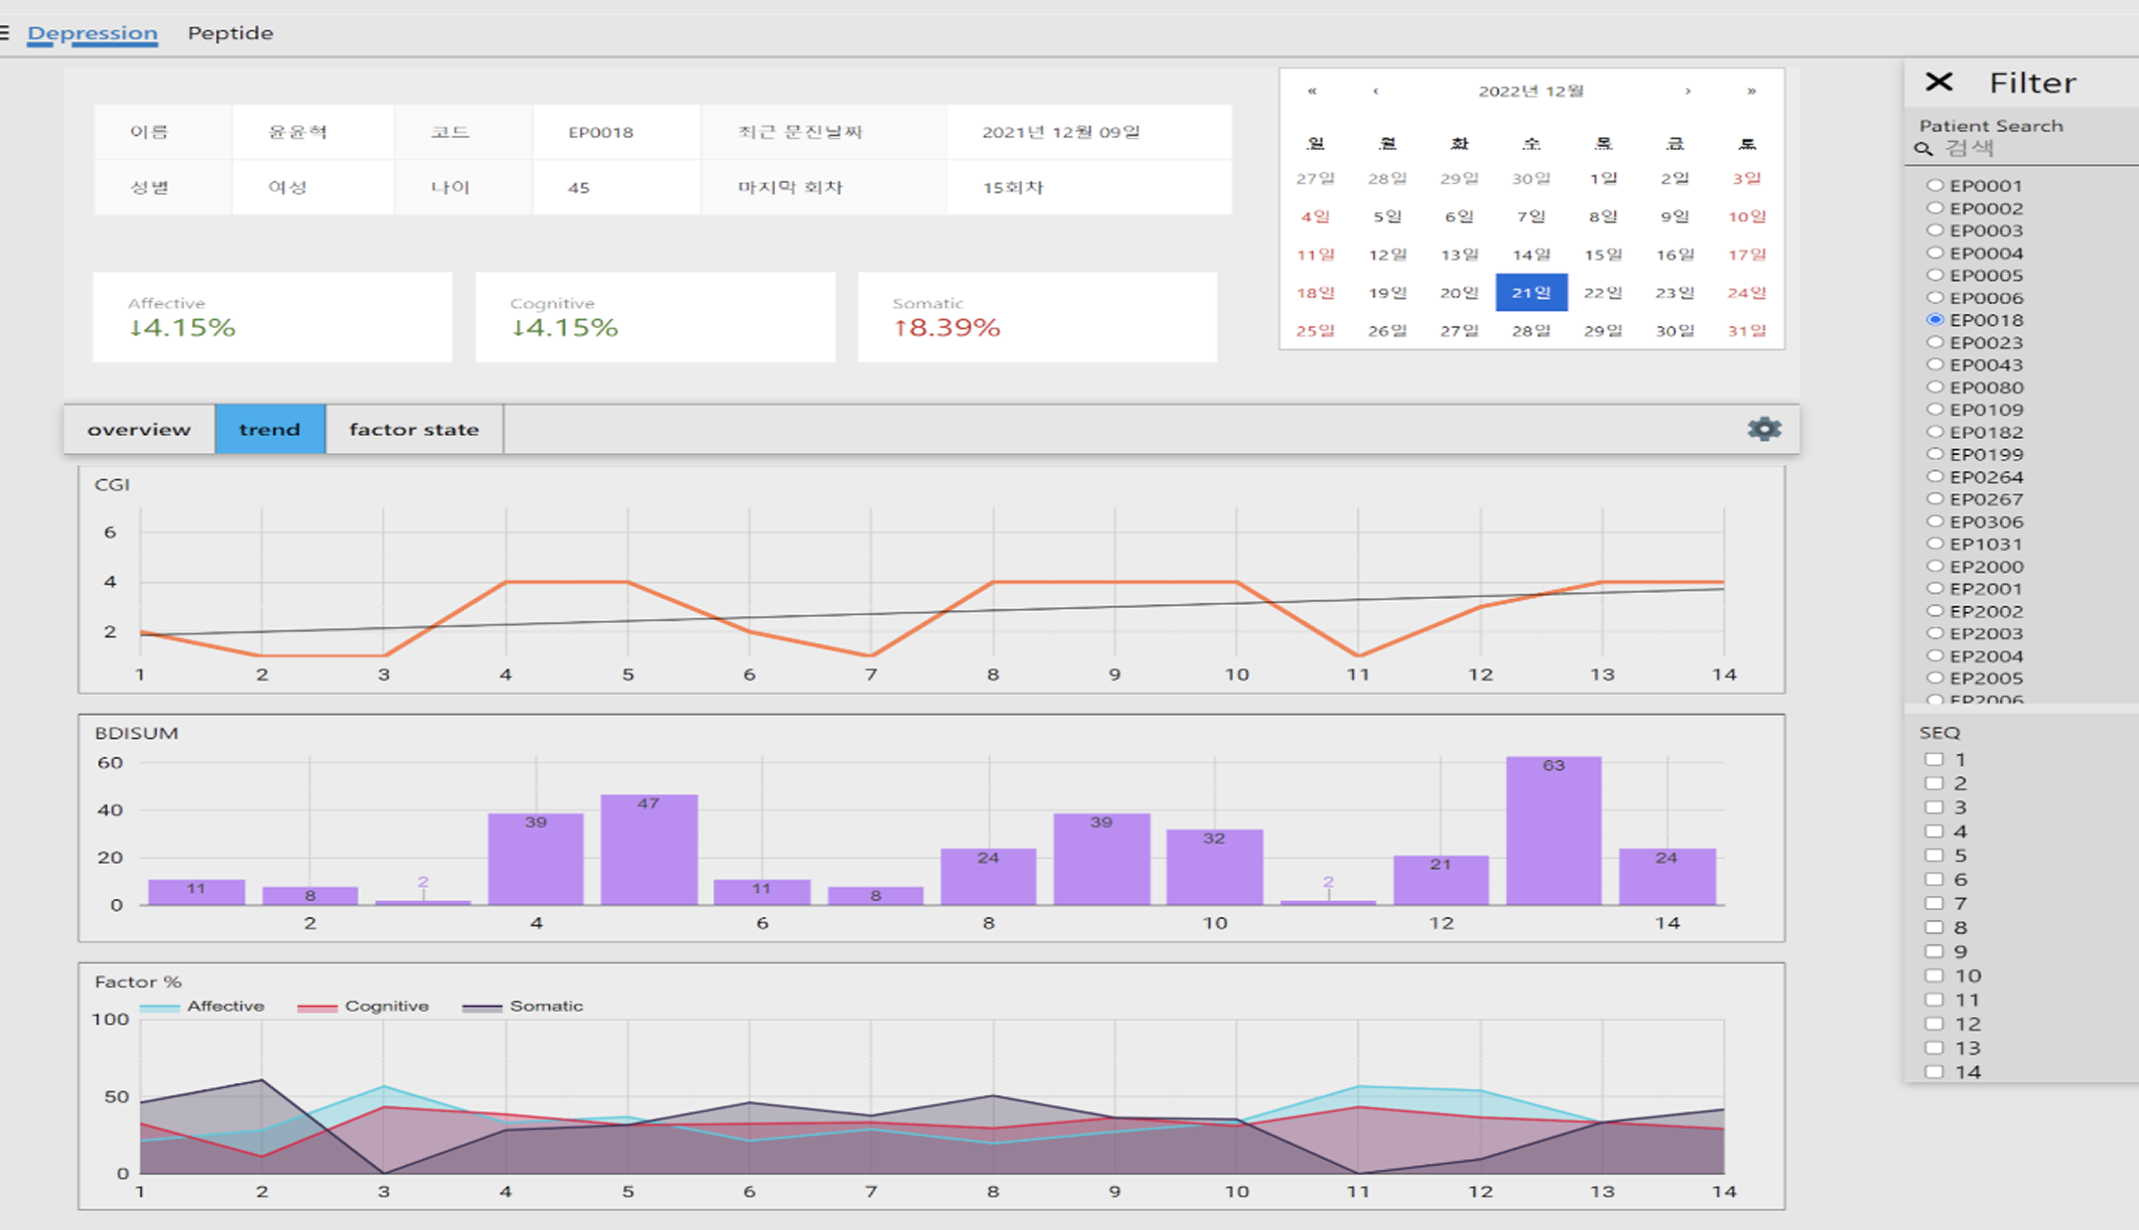 Depression Peptide
이름 윤윤혁 코드 EP0018 최근 문진날짜 2021년 12월 09일
성별 여성 나이 45 마지막 회차 15회차
Affective
↓4.15%
Cognitive
↓4.15%
Somatic
↑8.39%
« ‹ 2022년 12월 › »
일 월 화 수 목 금 토
27일 28일 29일 30일 1일 2일 3일
4일 5일 6일 7일 8일 9일 10일
11일 12일 13일 14일 15일 16일 17일
18일 19일 20일 21일 22일 23일 24일
25일 26일 27일 28일 29일 30일 31일
overview trend factor state
CGI
6
4
2
1 2 3 4 5 6 7 8 9 10 11 12 13 14
BDISUM
60
40
20
0
11 8 2 39 47 11 8 24 39 32 2 21 63 24
2 4 6 8 10 12 14
Factor %
Affective Cognitive Somatic
100
50
0
1 2 3 4 5 6 7 8 9 10 11 12 13 14
Filter
Patient Search
검색
EP0001
EP0002
EP0003
EP0004
EP0005
EP0006
EP0018
EP0023
EP0043
EP0080
EP0109
EP0182
EP0199
EP0264
EP0267
EP0306
EP1031
EP2000
EP2001
EP2002
EP2003
EP2004
EP2005
EP2006
SEQ
1
2
3
4
5
6
7
8
9
10
11
12
13
14